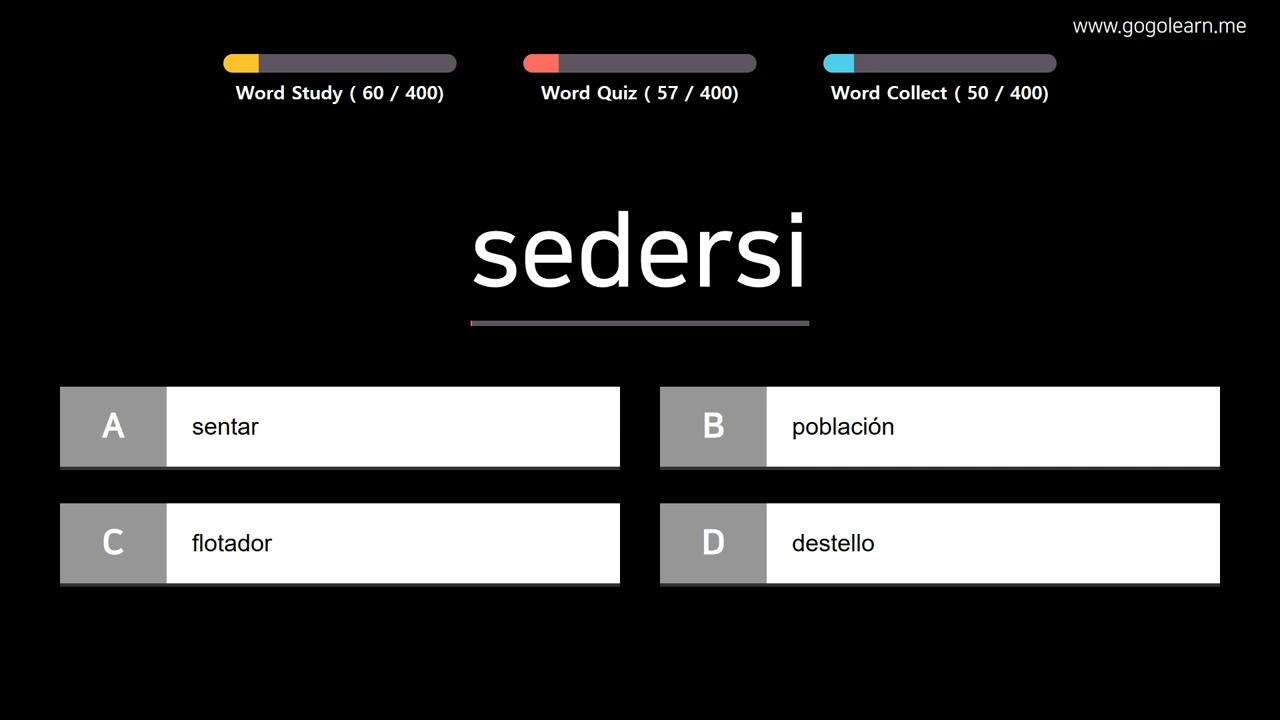 www.gogolearn.me
Word Study ( 60 / 400)
Word Quiz ( 57 / 400)
Word Collect ( 50 / 400)
sedersi
A sentar
B población
C flotador
D destello